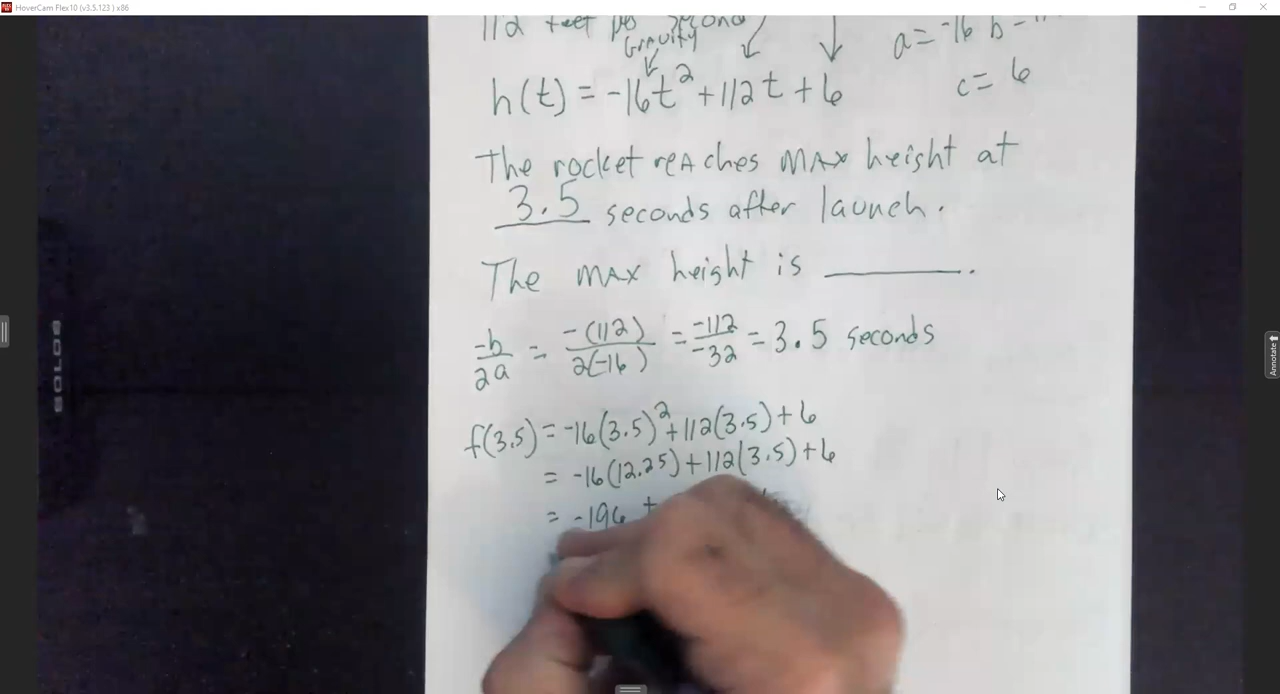 HoverCam Flex10 (v3.5.123 ) x86
112 feet per second
Gravity
a = -16 b =
h(t) = -16t² + 112t + 6
c = 6
The rocket reaches MAX height at
3.5 seconds after launch.
The MAX height is ________.
-b/2a = -(112)/2(-16) = -112/-32 = 3.5 seconds
f(3.5) = -16(3.5)² + 112(3.5) + 6
= -16(12.25) + 112(3.5) + 6
= -196 +
Annotate